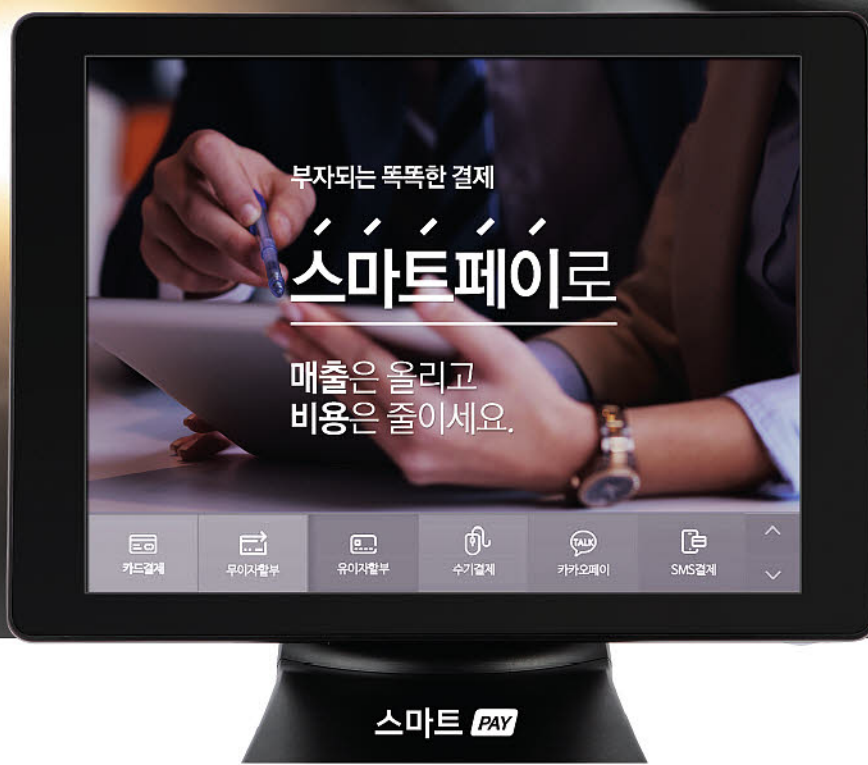 부자되는 똑똑한 결제
스마트페이로
매출은 올리고
비용은 줄이세요.
카드결제
무이자할부
유이자할부
수기결제
TALK
카카오페이
SMS결제
스마트 PAY